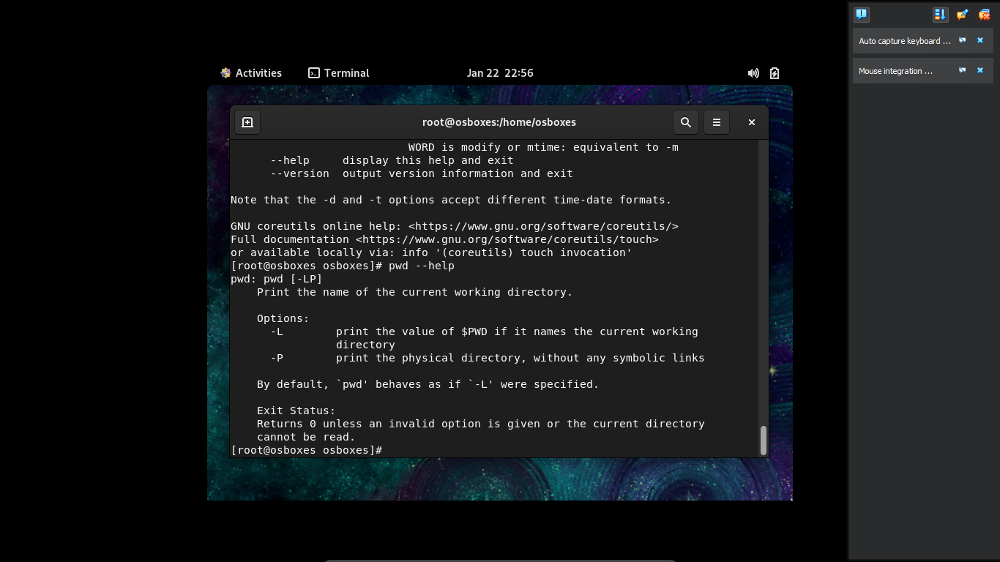 Activities
Terminal
Jan 22 22:56
root@osboxes:/home/osboxes
WORD is modify or mtime: equivalent to -m
--help     display this help and exit
--version  output version information and exit
Note that the -d and -t options accept different time-date formats.
GNU coreutils online help: <https://www.gnu.org/software/coreutils/>
Full documentation <https://www.gnu.org/software/coreutils/touch>
or available locally via: info '(coreutils) touch invocation'
[root@osboxes osboxes]# pwd --help
pwd: pwd [-LP]
Print the name of the current working directory.
Options:
-L        print the value of $PWD if it names the current working
directory
-P        print the physical directory, without any symbolic links
By default, `pwd' behaves as if `-L' were specified.
Exit Status:
Returns 0 unless an invalid option is given or the current directory
cannot be read.
[root@osboxes osboxes]#
Auto capture keyboard ...
Mouse integration ...